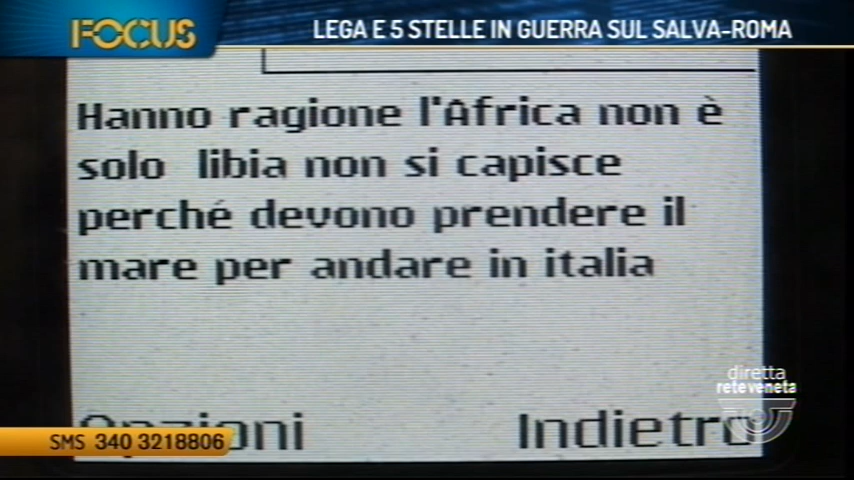 FOCUS
LEGA E 5 STELLE IN GUERRA SUL SALVA-ROMA
Hanno ragione l'Africa non è
solo libia non si capisce
perché devono prendere il
mare per andare in italia
diretta
reteveneta
Opzioni
Indietro
SMS 340 3218806